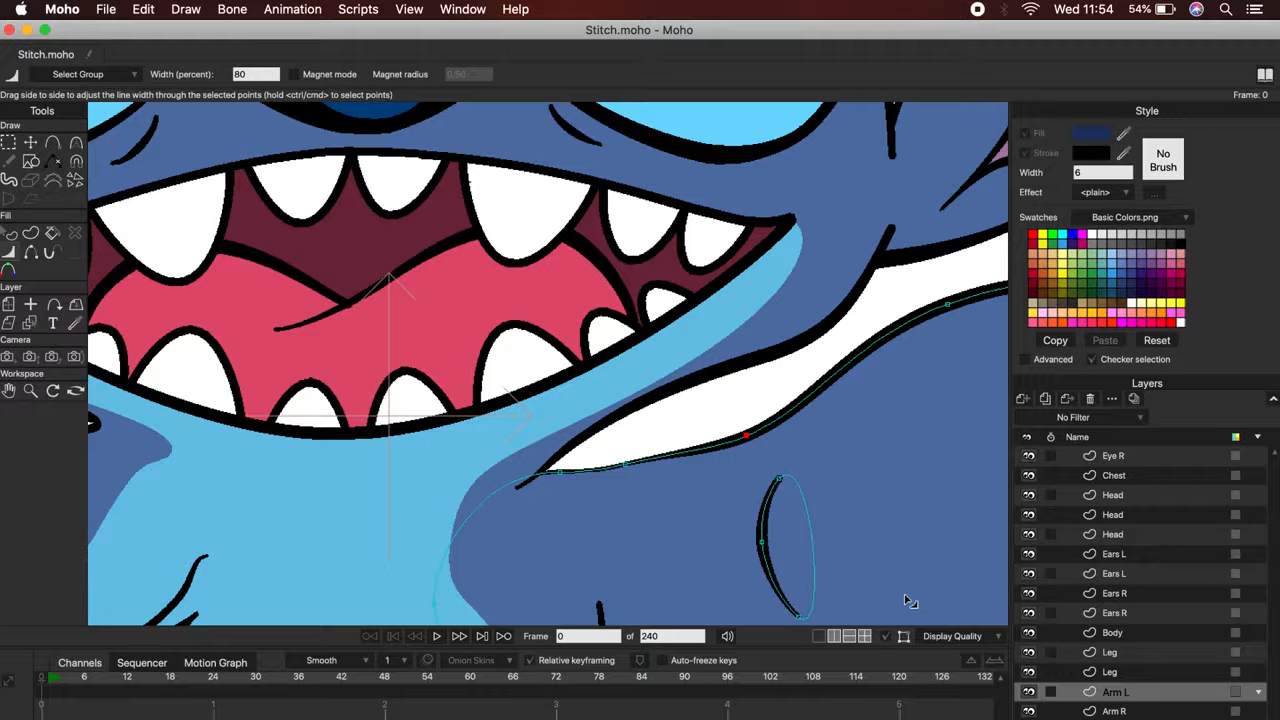 Moho File Edit Draw Bone Animation Scripts View Window Help Wed 11:54 54%
Stitch.moho - Moho
Stitch.moho
Select Group Width (percent): 80 Magnet mode Magnet radius 0.50
Drag side to side to adjust the line width through the selected points (hold <ctrl/cmd> to select points) Frame: 0
Tools
Draw
Fill
Layer
Camera
Workspace
Style
Fill
Stroke
No Brush
Width 6
Effect <plain> ...
Swatches Basic Colors.png
Copy Paste Reset
Advanced Checker selection
Layers
No Filter
Name
Eye R
Chest
Head
Head
Head
Ears L
Ears L
Ears R
Ears R
Body
Leg
Leg
Arm L
Arm R
Frame 0 of 240 Display Quality
Channels Sequencer Motion Graph Smooth 1 Onion Skins Relative keyframing Auto-freeze keys
6 12 18 24 30 36 42 48 54 60 66 72 78 84 90 96 102 108 114 120 126 132
0 1 2 3 4 5